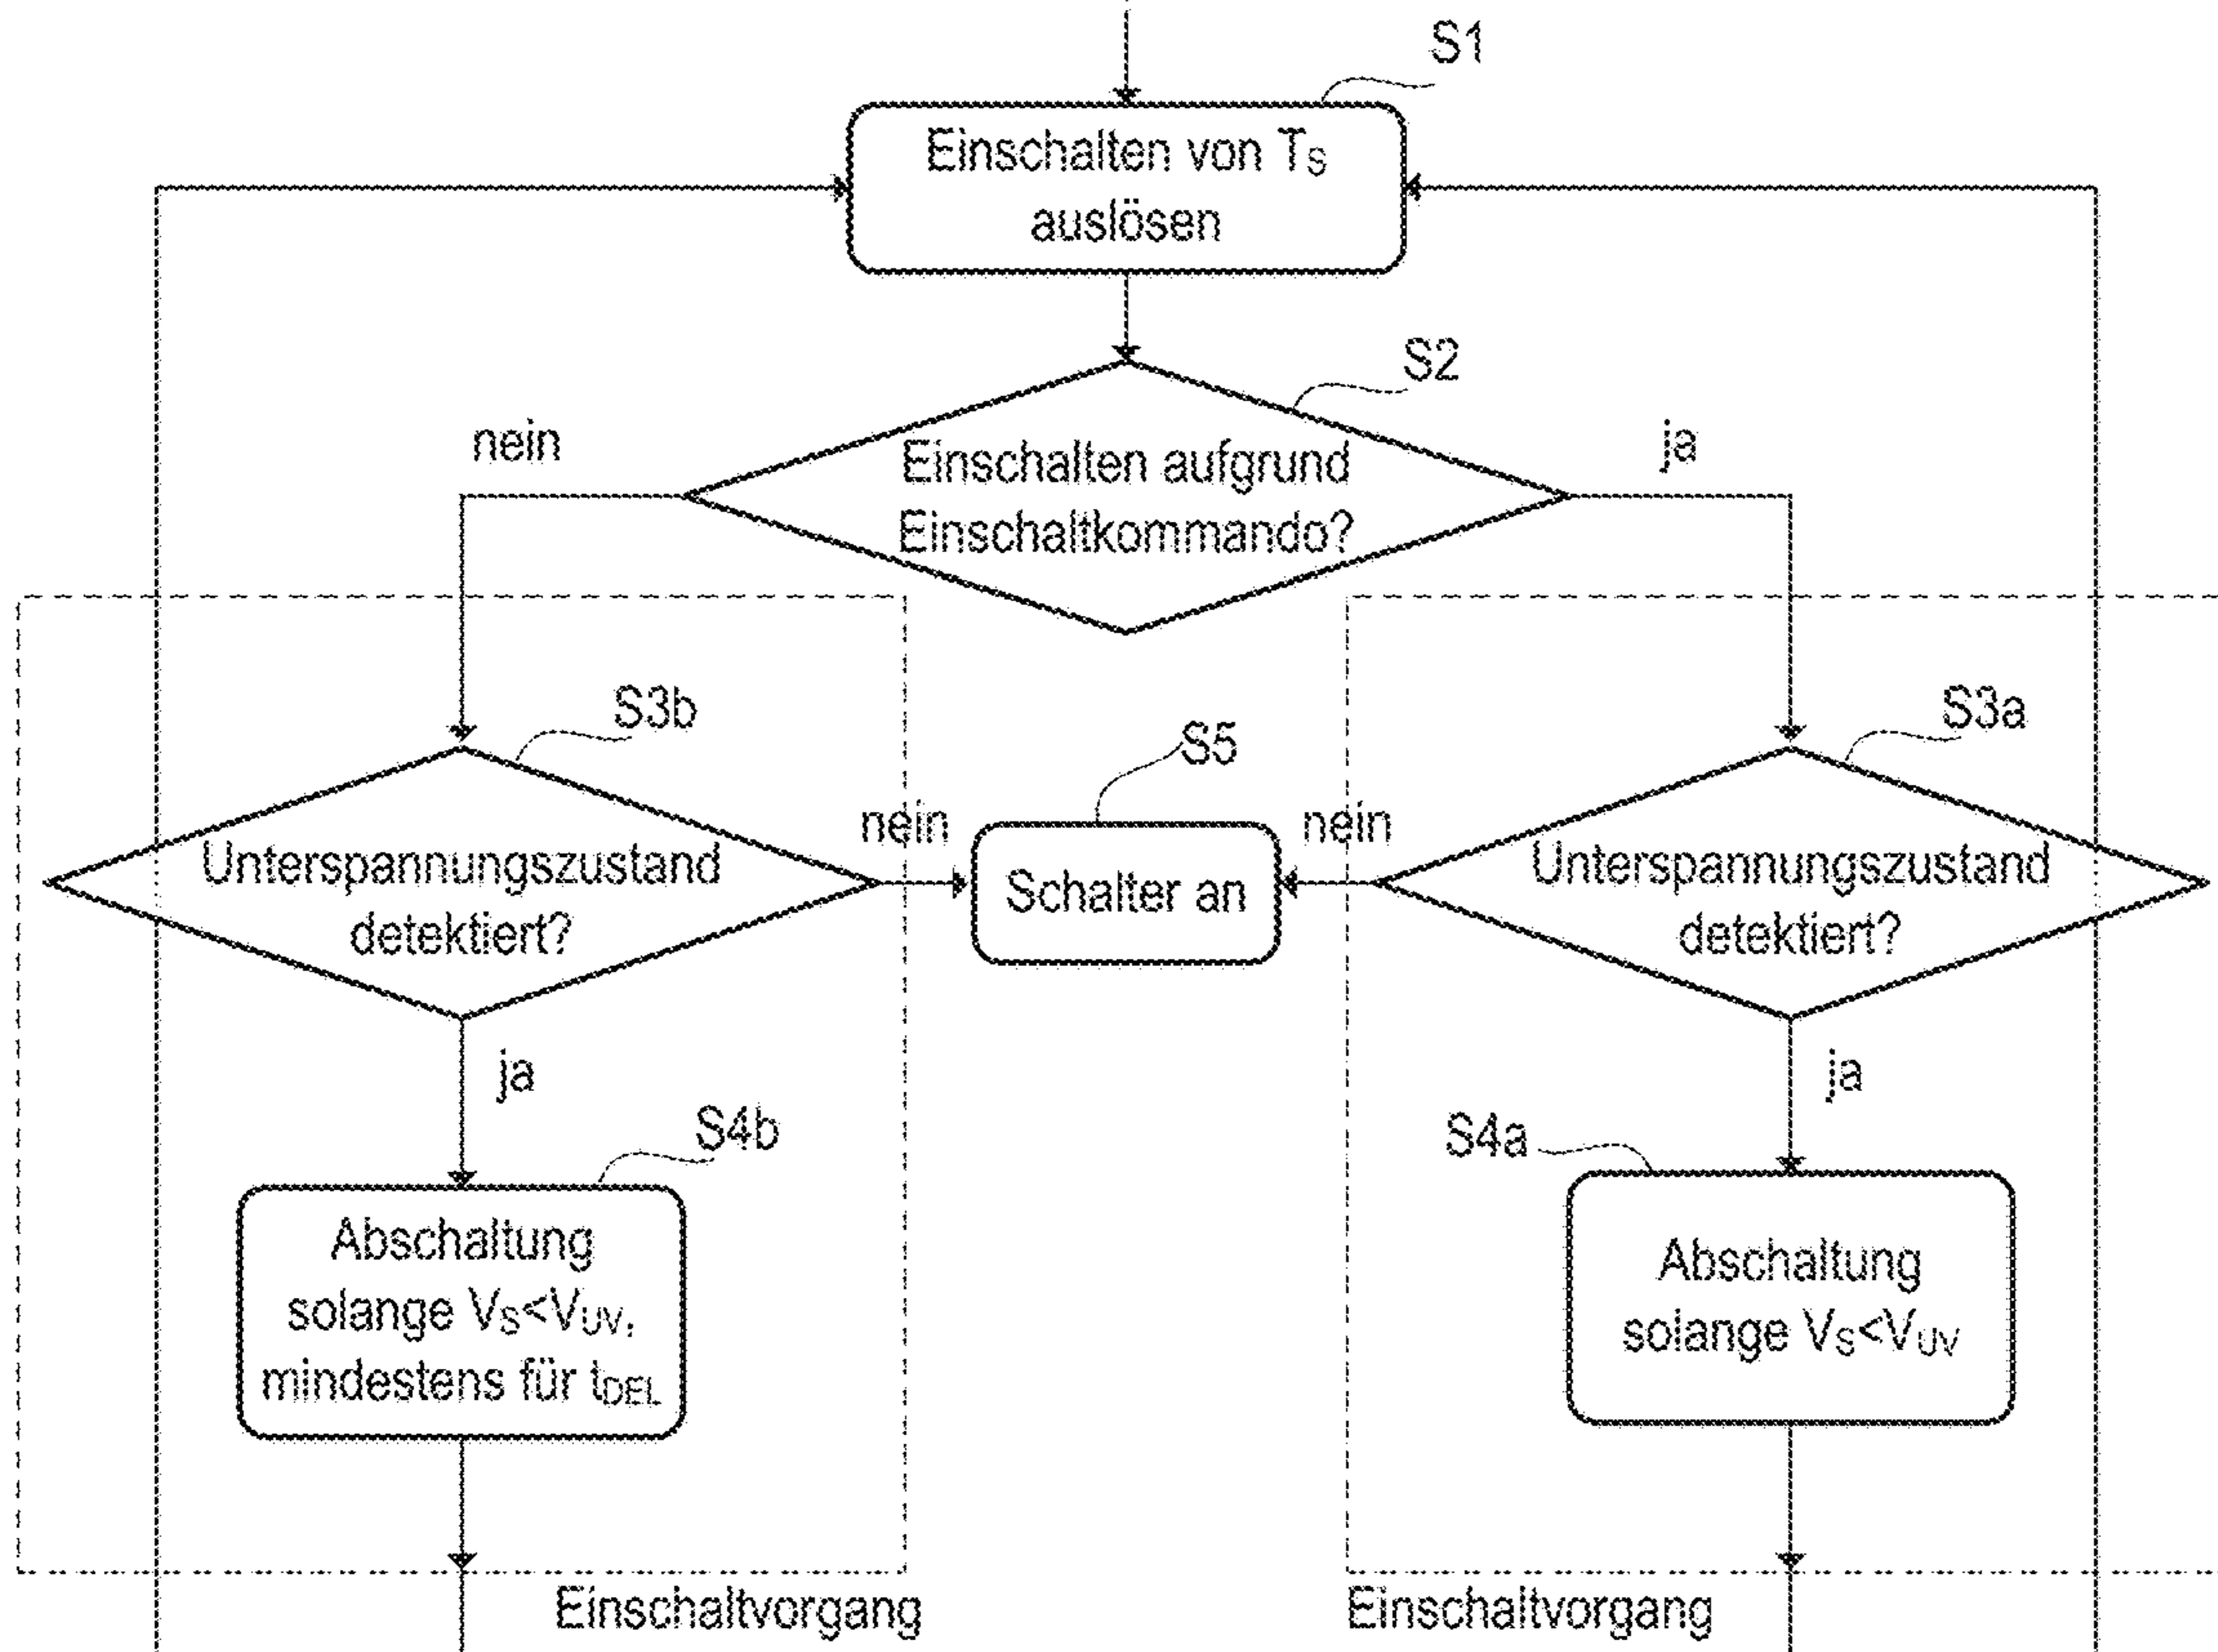 S1
Einschalten von TS
auslösen
S2
nein
ja
Einschalten aufgrund
Einschaltkommando?
S3b
S5
S3a
nein
nein
Unterspannungszustand
detektiert?
Schalter an
Unterspannungszustand
detektiert?
ja
ja
S4b
S4a
Abschaltung
solange VS<VUV,
mindestens für tDEL
Abschaltung
solange VS<VUV
Einschaltvorgang
Einschaltvorgang